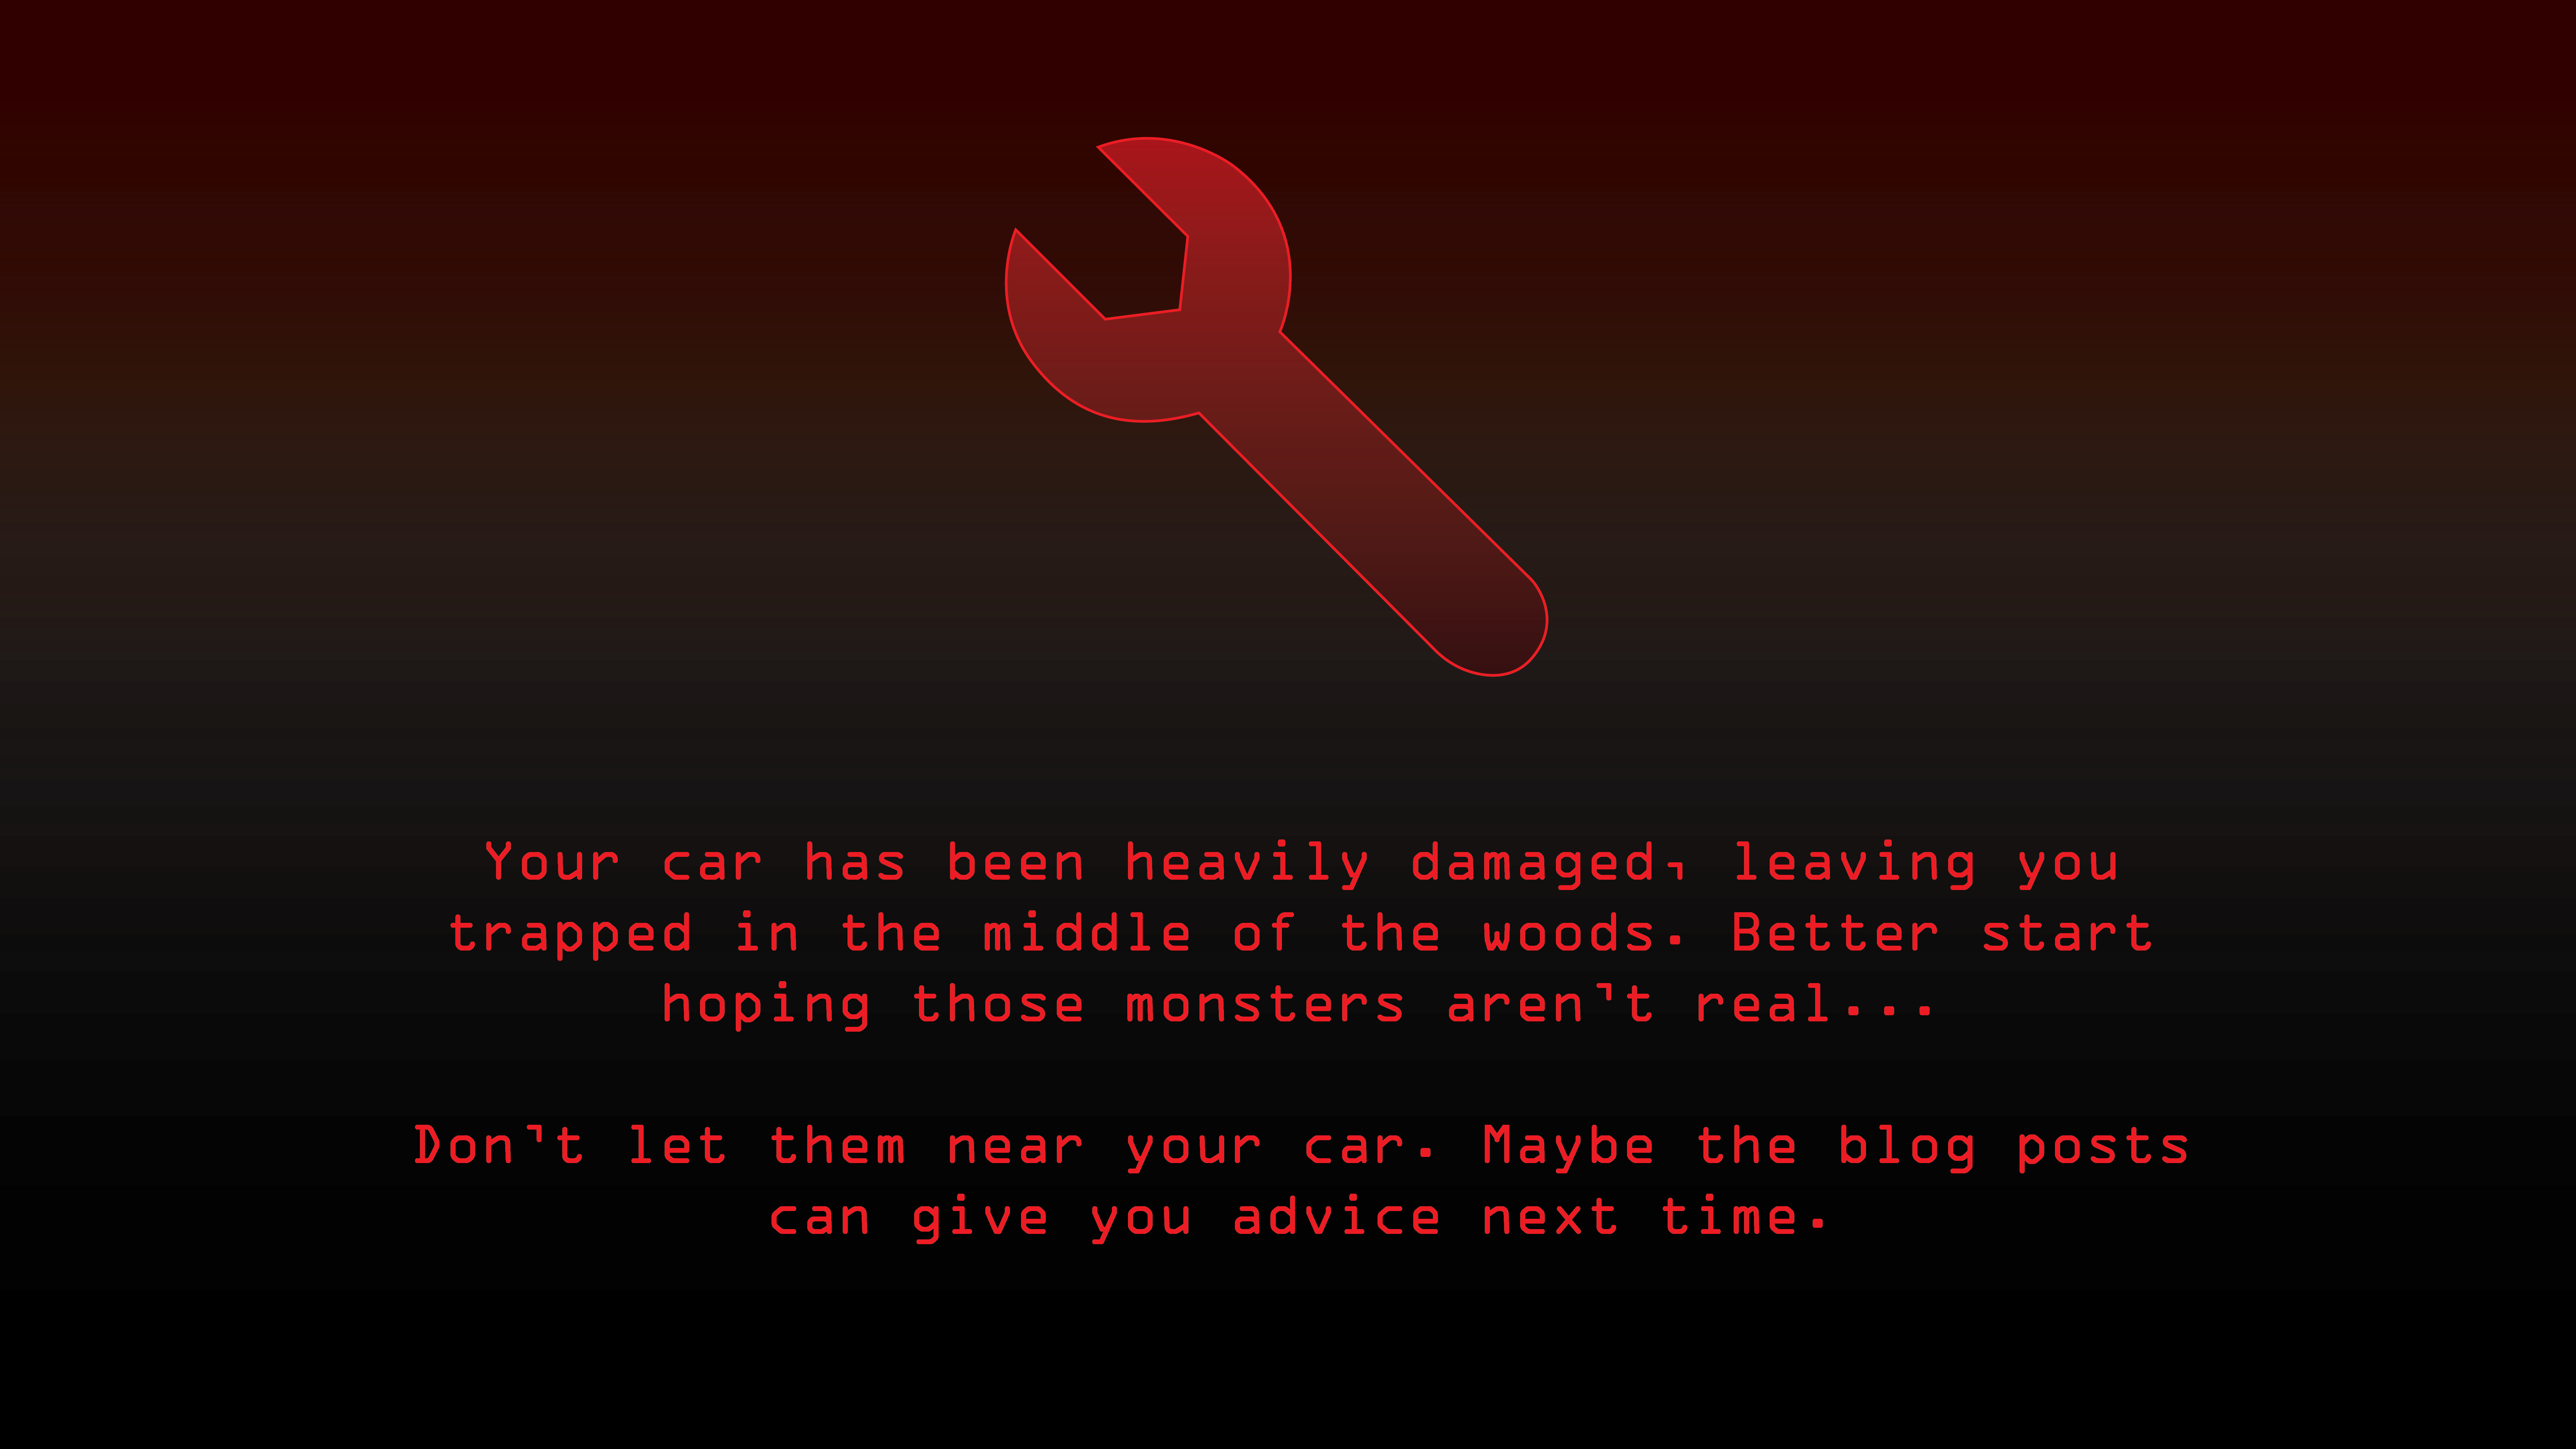 Your car has been heavily damaged, leaving you
trapped in the middle of the woods. Better start
hoping those monsters aren't real...
Don't let them near your car. Maybe the blog posts
can give you advice next time.